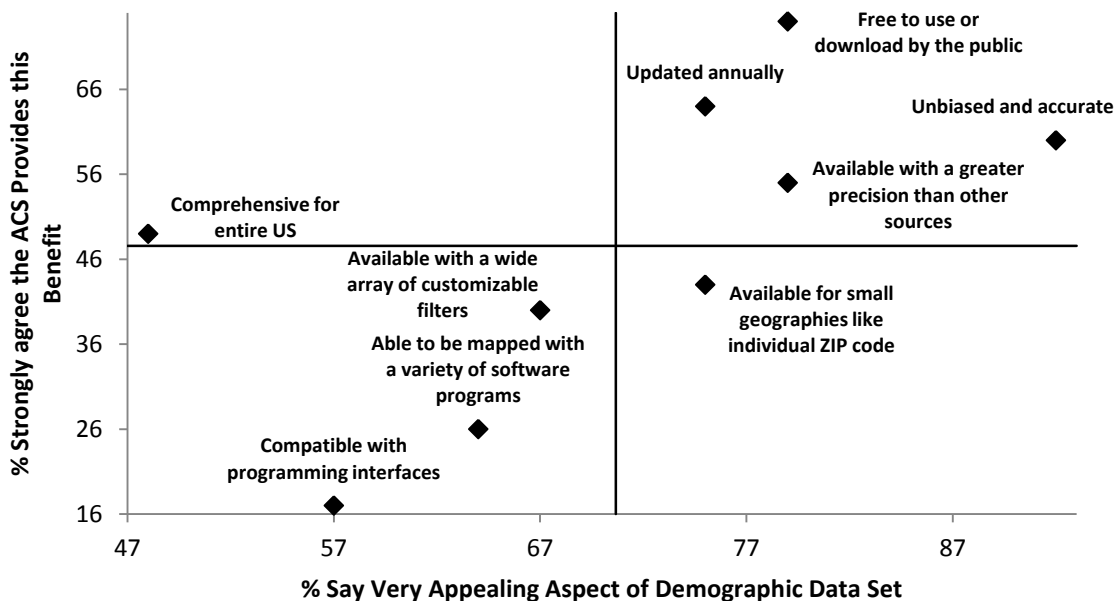 % Strongly agree the ACS Provides this
Benefit
66
56
46
36
26
16
Free to use or
download by the public
Updated annually
Unbiased and accurate
Available with a greater
precision than other
sources
Comprehensive for
entire US
Available with a wide
array of customizable
filters
Available for small
geographies like
individual ZIP code
Able to be mapped with
a variety of software
programs
Compatible with
programming interfaces
47
57
67
77
87
% Say Very Appealing Aspect of Demographic Data Set